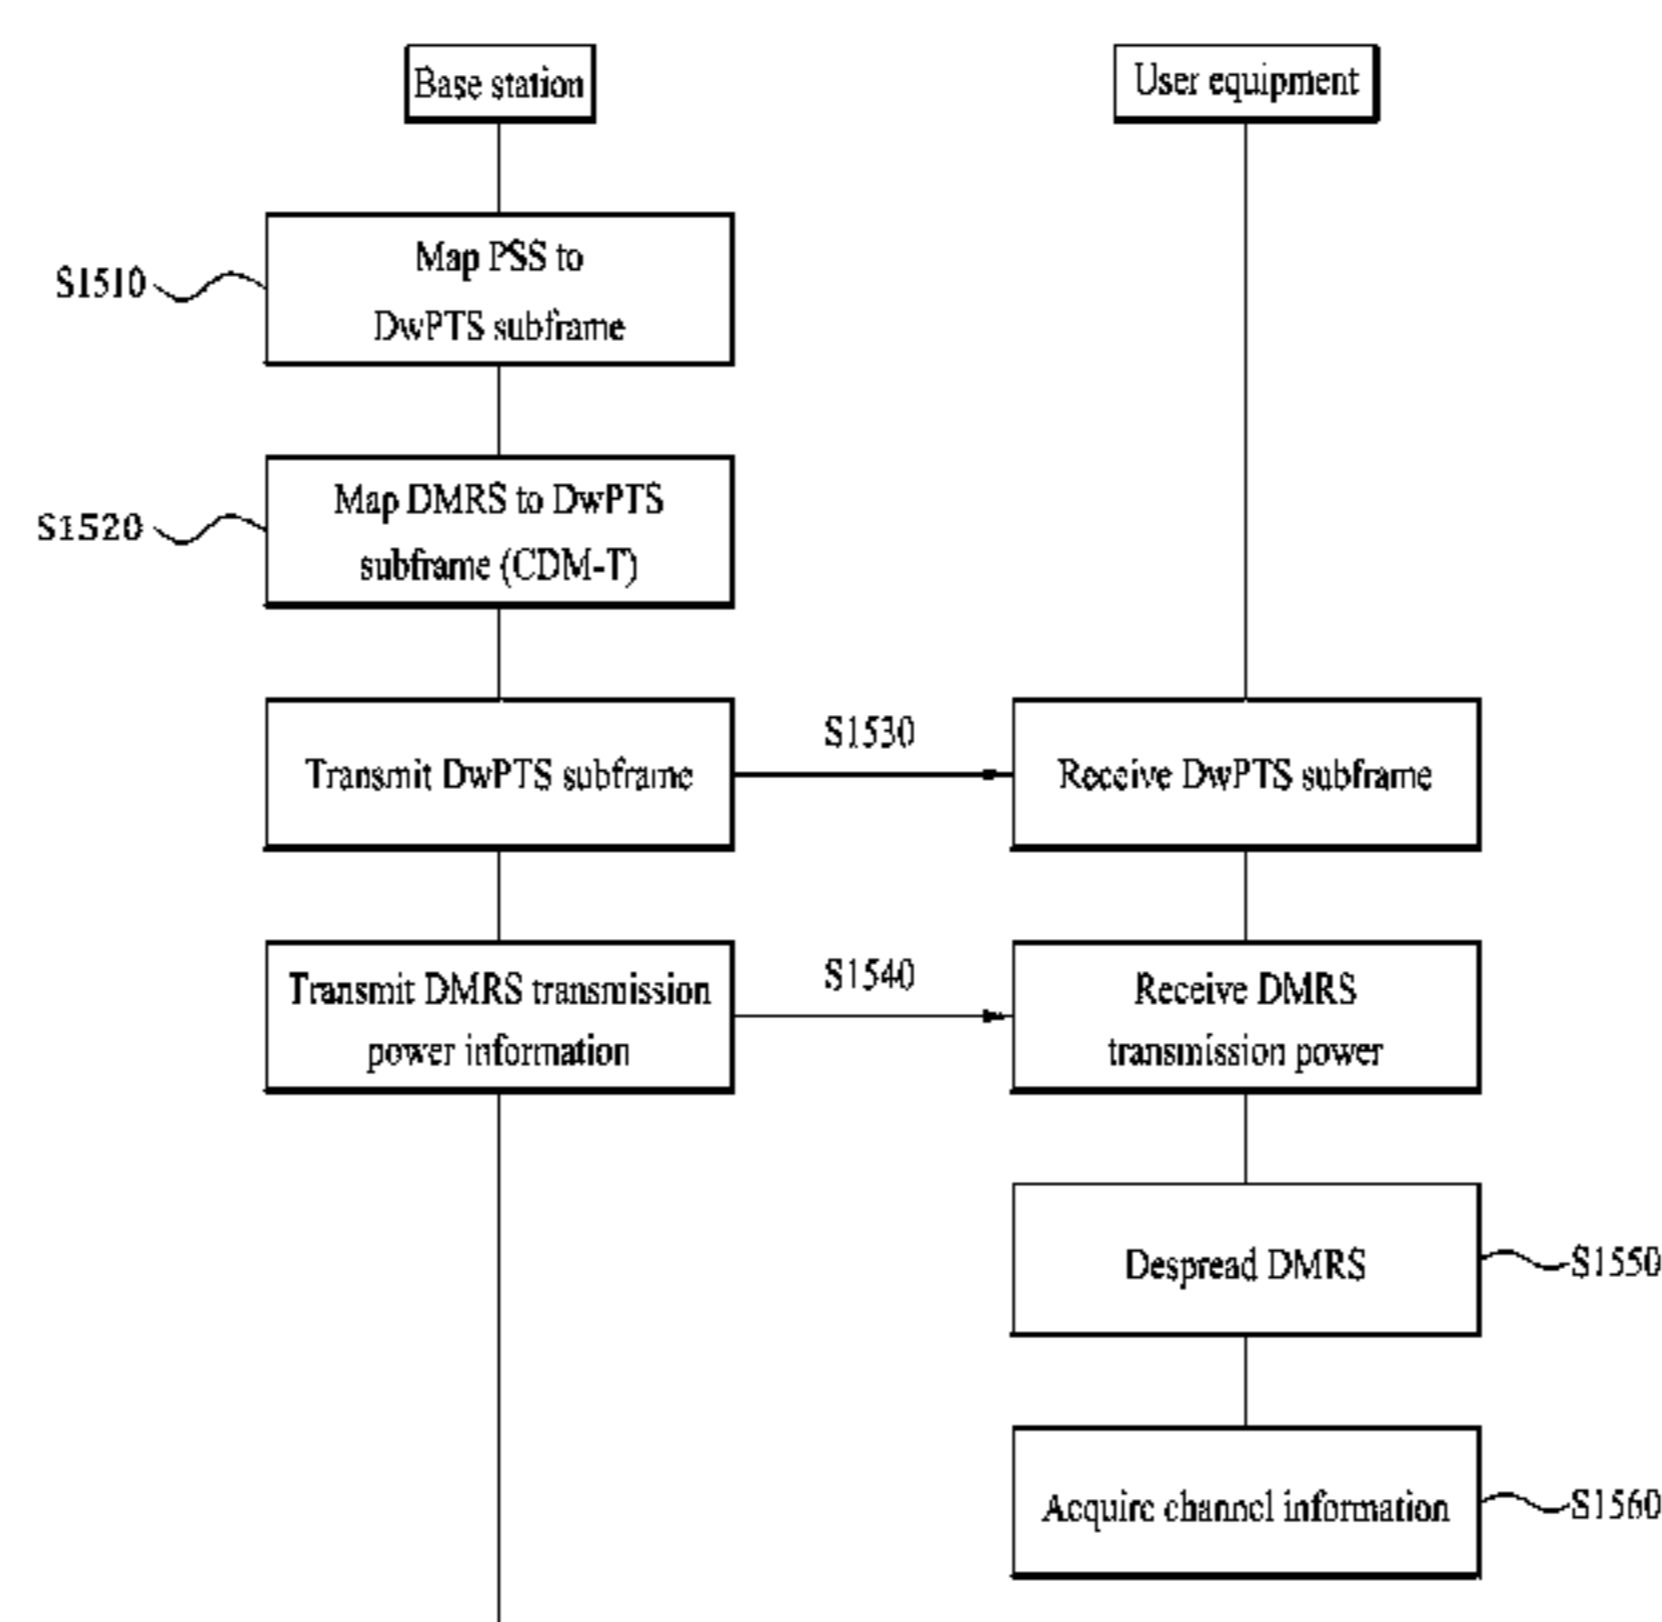 Base station
User equipment
Map PSS to
DwPTS subframe
S1510
Map DMRS to DwPTS
subframe (CDM-T)
S1520
Transmit DwPTS subframe
S1530
Receive DwPTS subframe
Transmit DMRS transmission
power information
S1540
Receive DMRS
transmission power
Despread DMRS
S1550
Acquire channel information
S1560